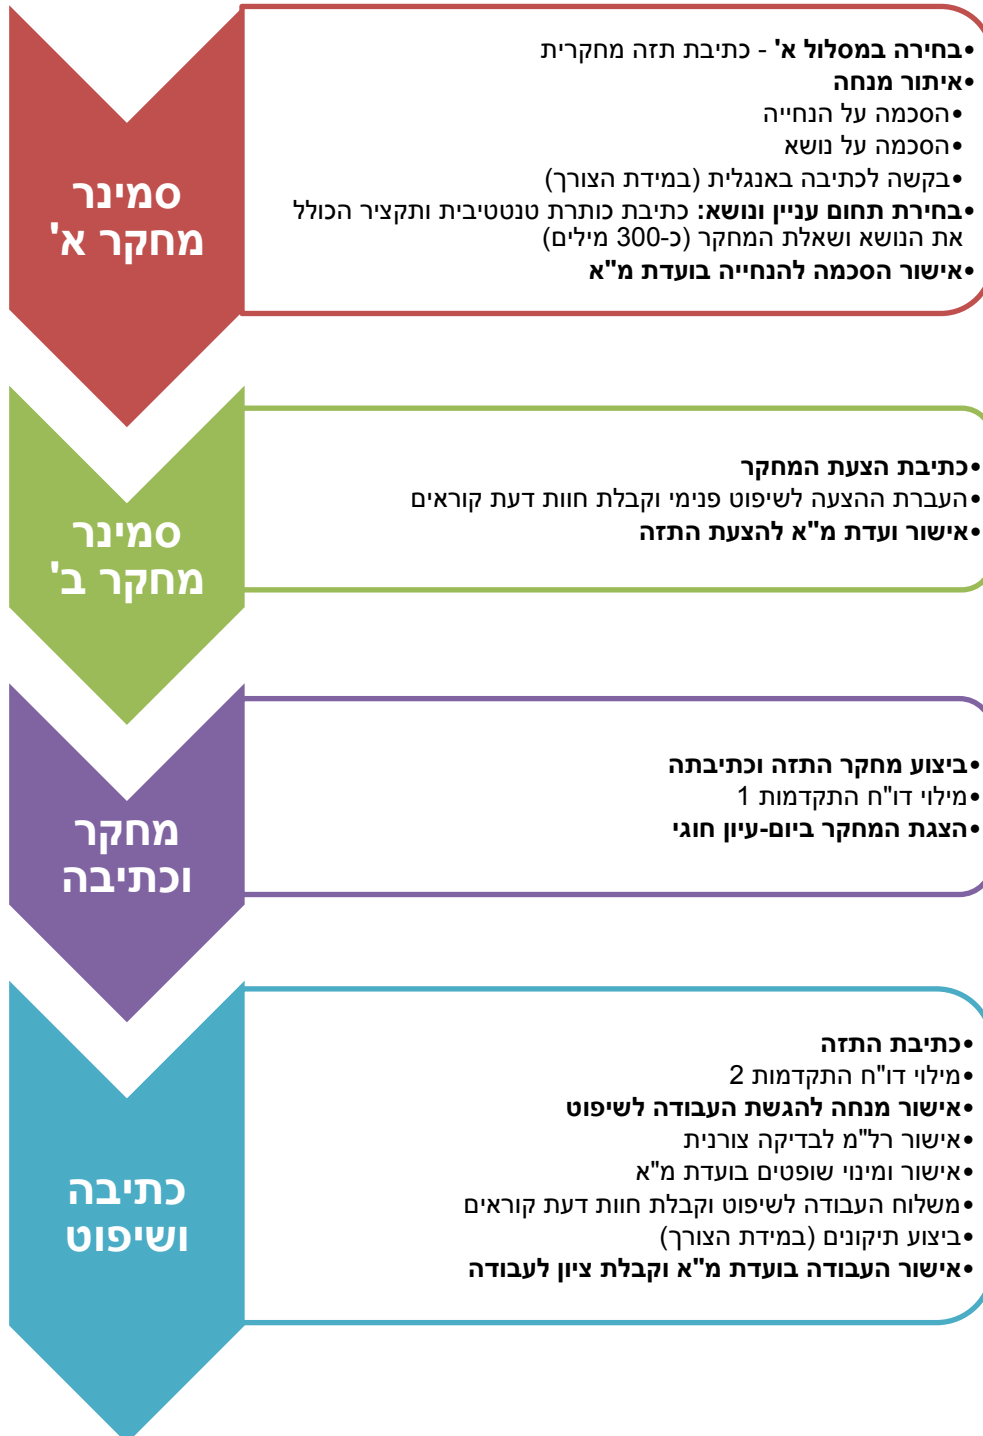 סמינר
מחקר א'
•בחירה במסלול א' - כתיבת תזה מחקרית
•איתור מנחה
•הסכמה על הנחייה
•הסכמה על נושא
•בקשה לכתיבה באנגלית (במידת הצורך)
•בחירת תחום עניין ונושא: כתיבת כותרת טנטטיבית ותקציר הכולל
את הנושא ושאלת המחקר (כ-300 מילים)
•אישור הסכמה להנחייה בועדת מ"א
סמינר
מחקר ב'
•כתיבת הצעת המחקר
•העברת ההצעה לשיפוט פנימי וקבלת חוות דעת קוראים
•אישור ועדת מ"א להצעת התזה
מחקר
וכתיבה
•ביצוע מחקר התזה וכתיבתה
•מילוי דו"ח התקדמות 1
•הצגת המחקר ביום-עיון חוגי
כתיבה
ושיפוט
•כתיבת התזה
•מילוי דו"ח התקדמות 2
•אישור מנחה להגשת העבודה לשיפוט
•אישור רל"מ לבדיקה צורנית
•אישור ומינוי שופטים בועדת מ"א
•משלוח העבודה לשיפוט וקבלת חוות דעת קוראים
•ביצוע תיקונים (במידת הצורך)
•אישור העבודה בועדת מ"א וקבלת ציון לעבודה